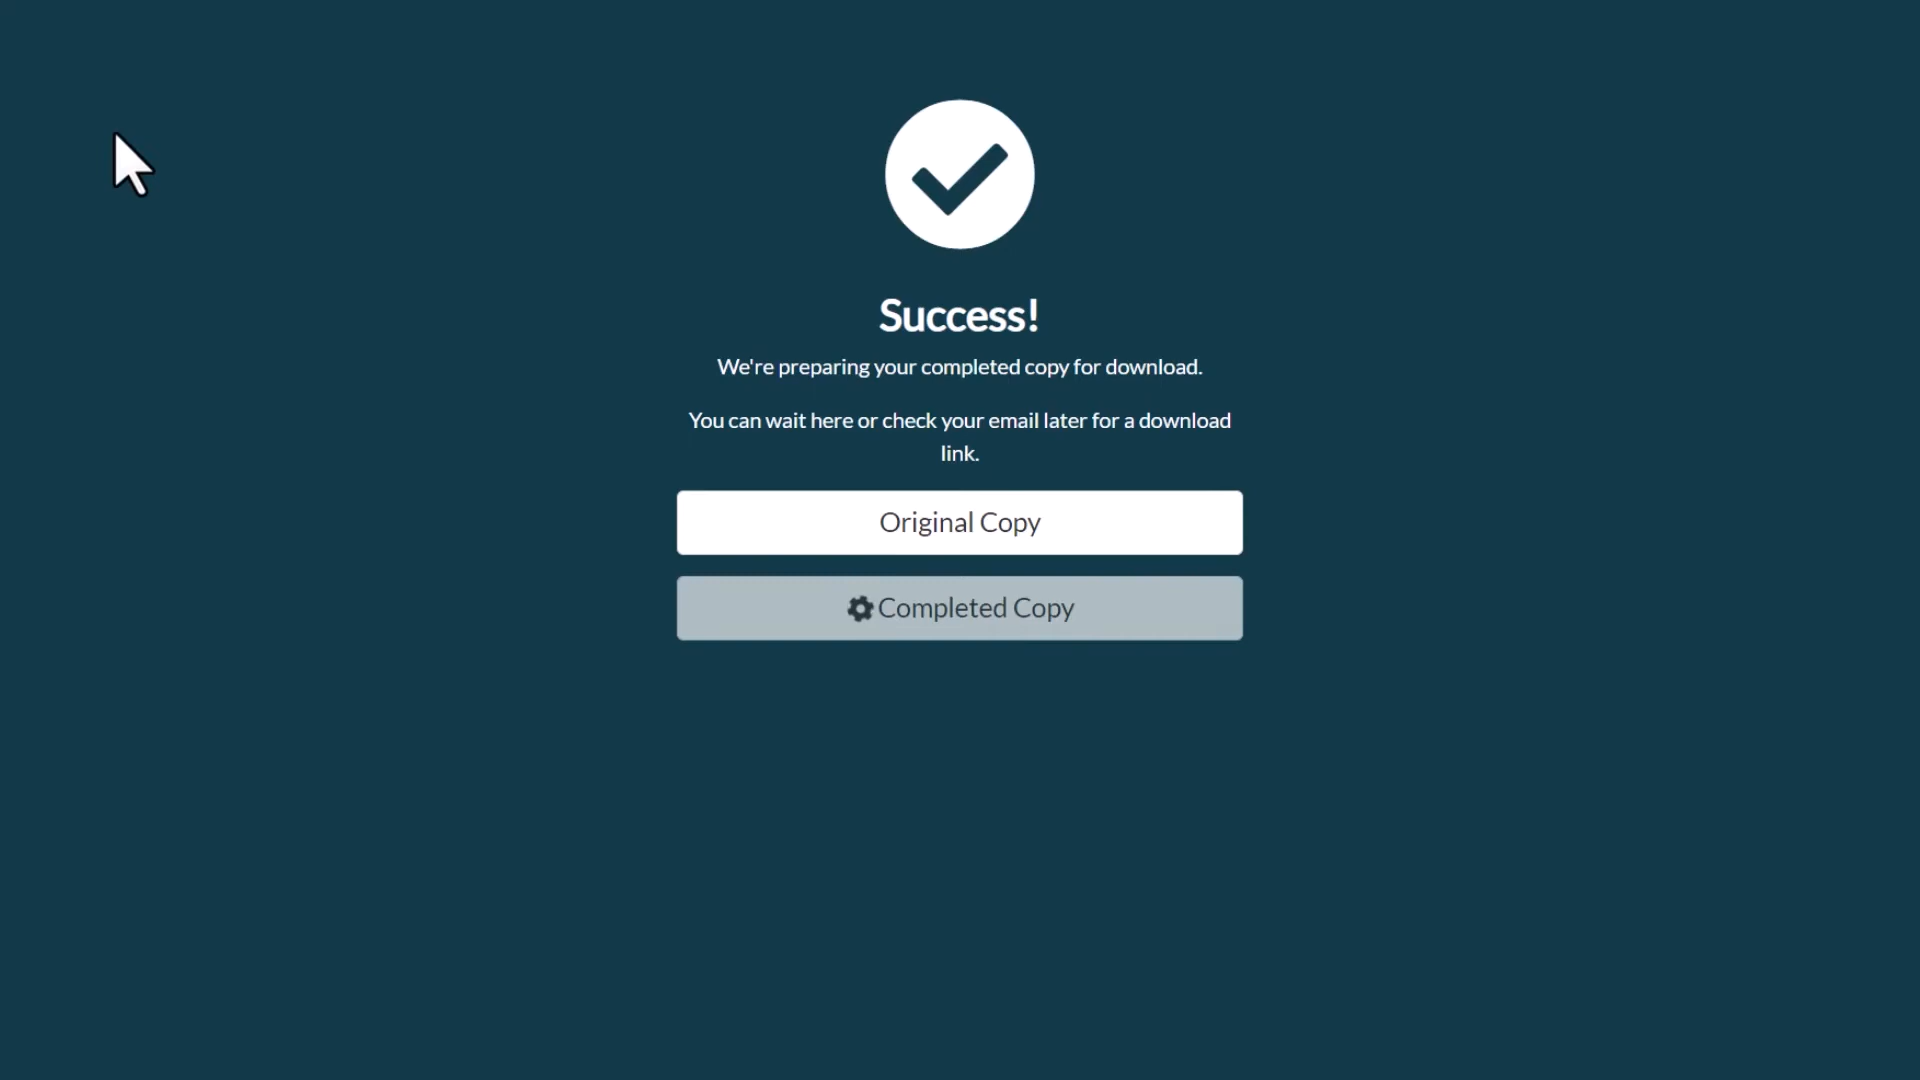 Success!
We're preparing your completed copy for download.
You can wait here or check your email later for a download
link.
Original Copy
Completed Copy